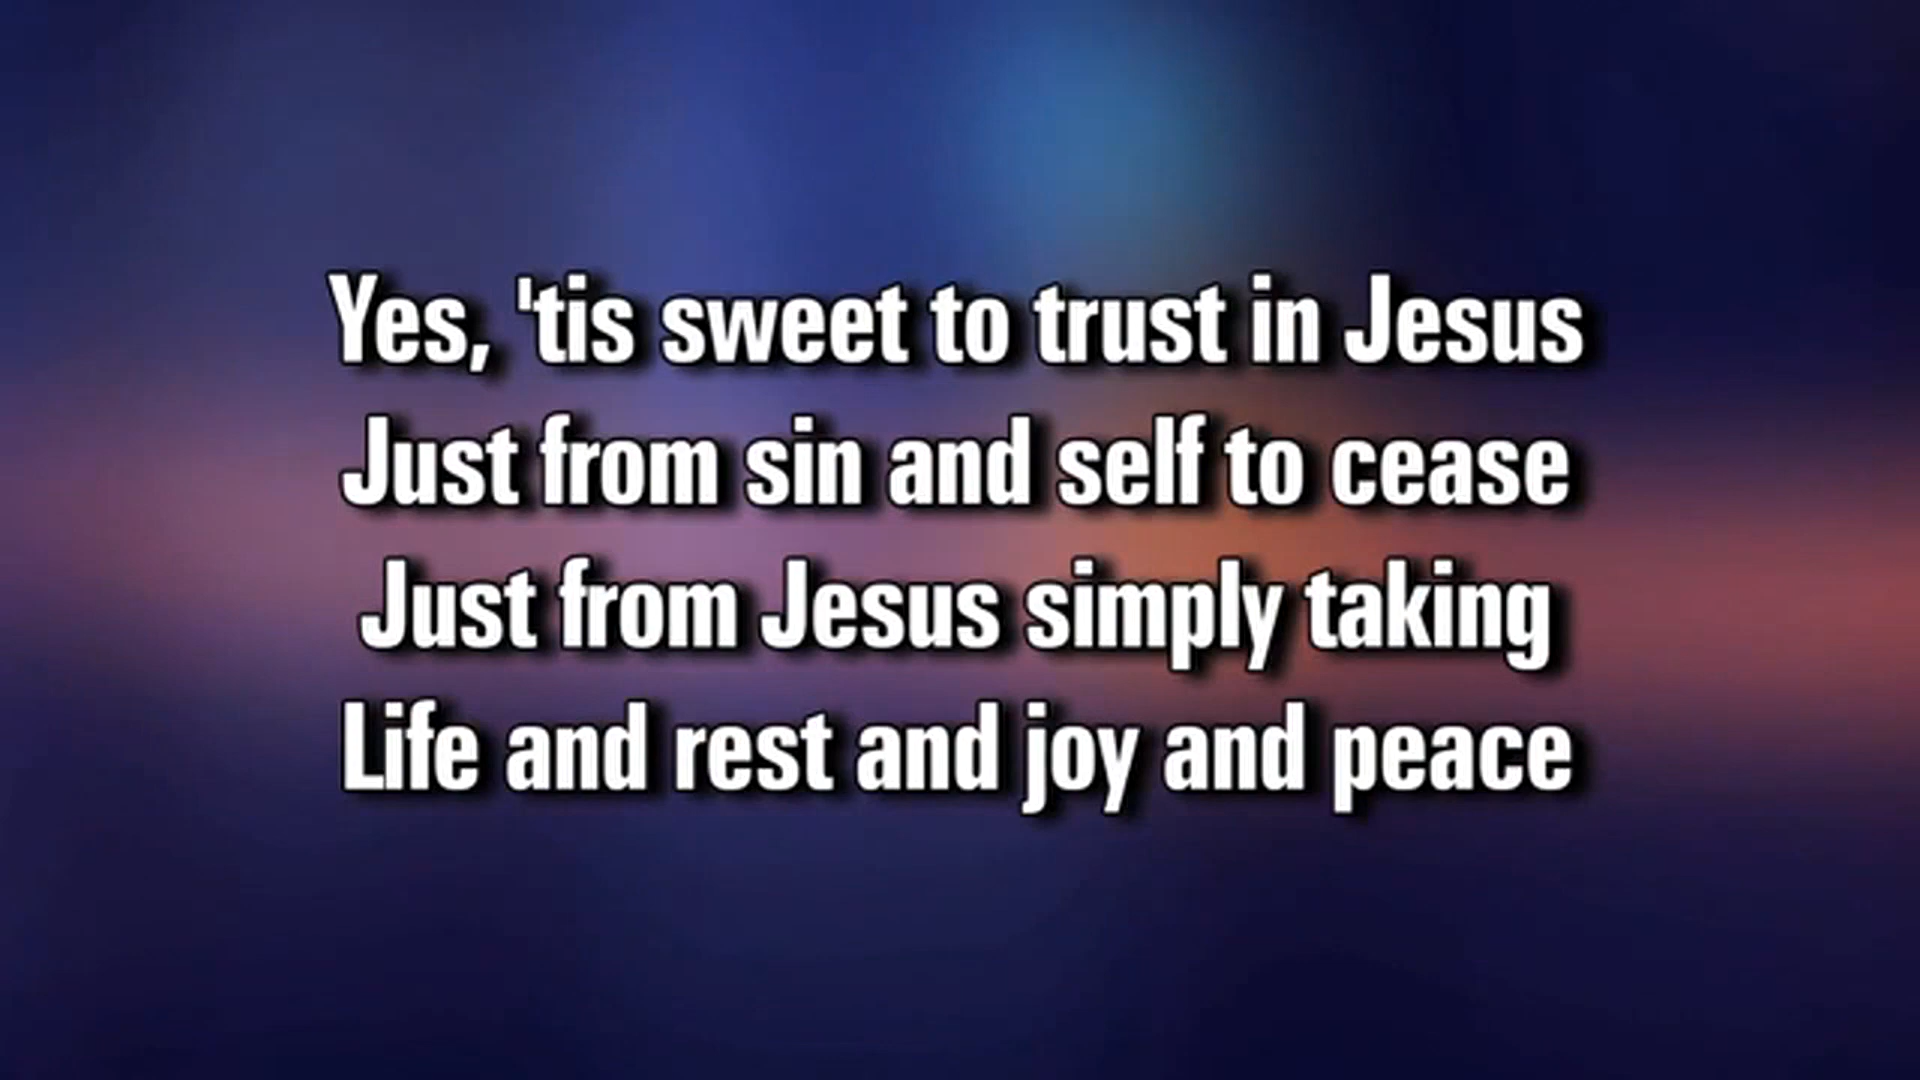 Yes, 'tis sweet to trust in Jesus
Just from sin and self to cease
Just from Jesus simply taking
Life and rest and joy and peace